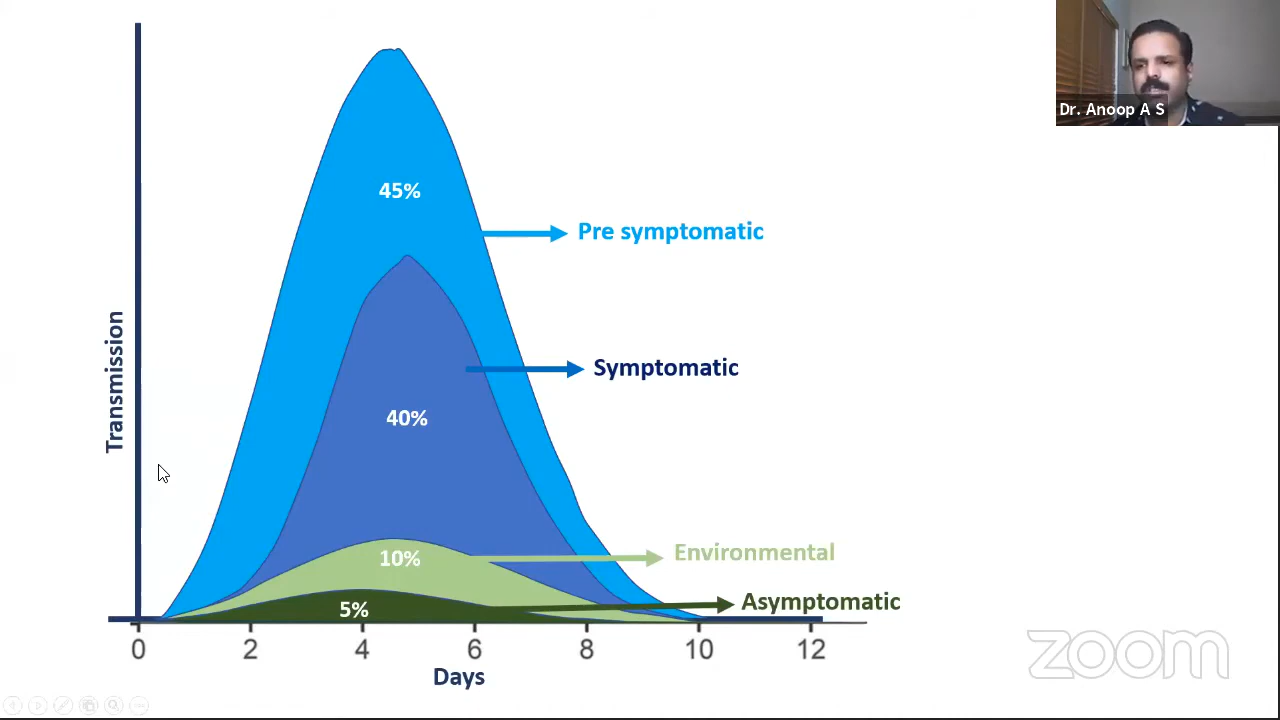 Dr. Anoop A S
45%
Pre symptomatic
Symptomatic
40%
Transmission
10%
Environmental
5%
Asymptomatic
0 2 4 6 8 10 12
Days
zoom